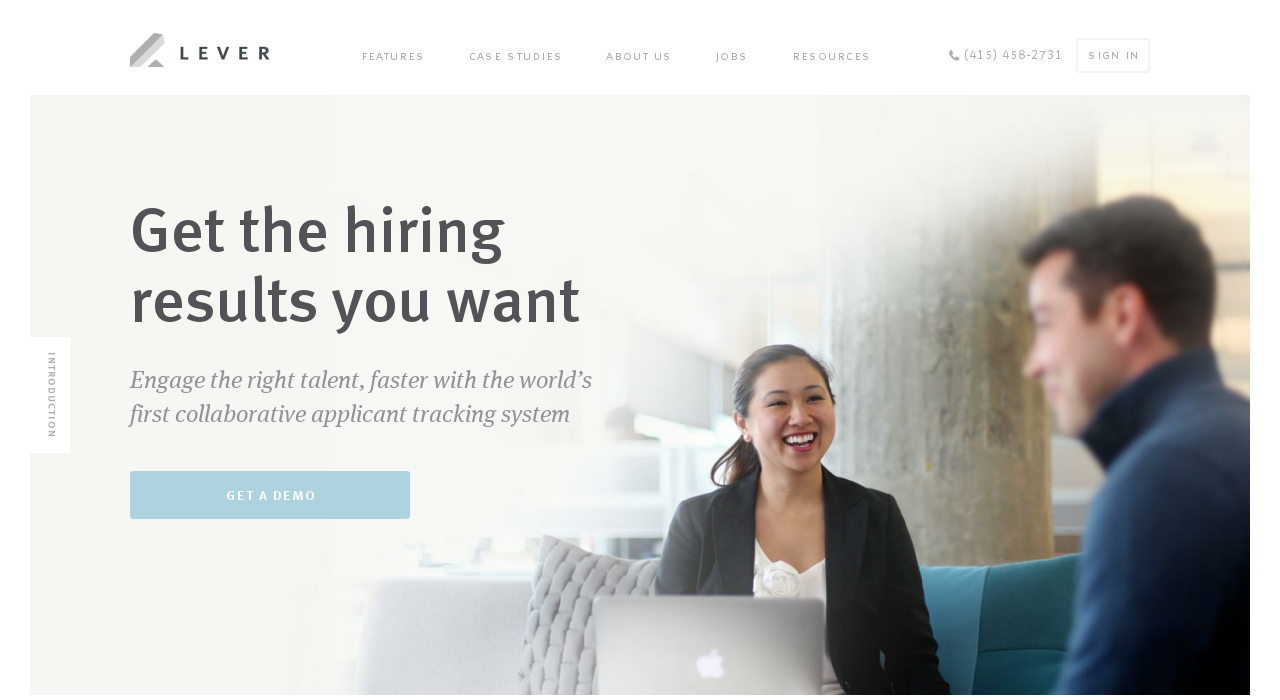 LEVER
FEATURES
CASE STUDIES
ABOUT US
JOBS
RESOURCES
(415) 458-2731
SIGN IN
Get the hiring
results you want
Engage the right talent, faster with the world’s
first collaborative applicant tracking system
INTRODUCTION
GET A DEMO